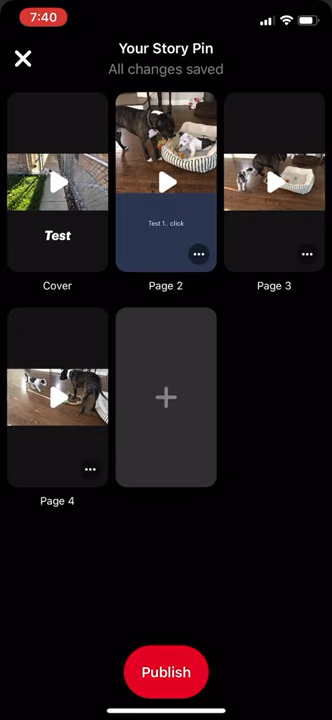 7:40
Your Story Pin
All changes saved
Test
Test 1.. click
Cover
Page 2
Page 3
Page 4
Publish